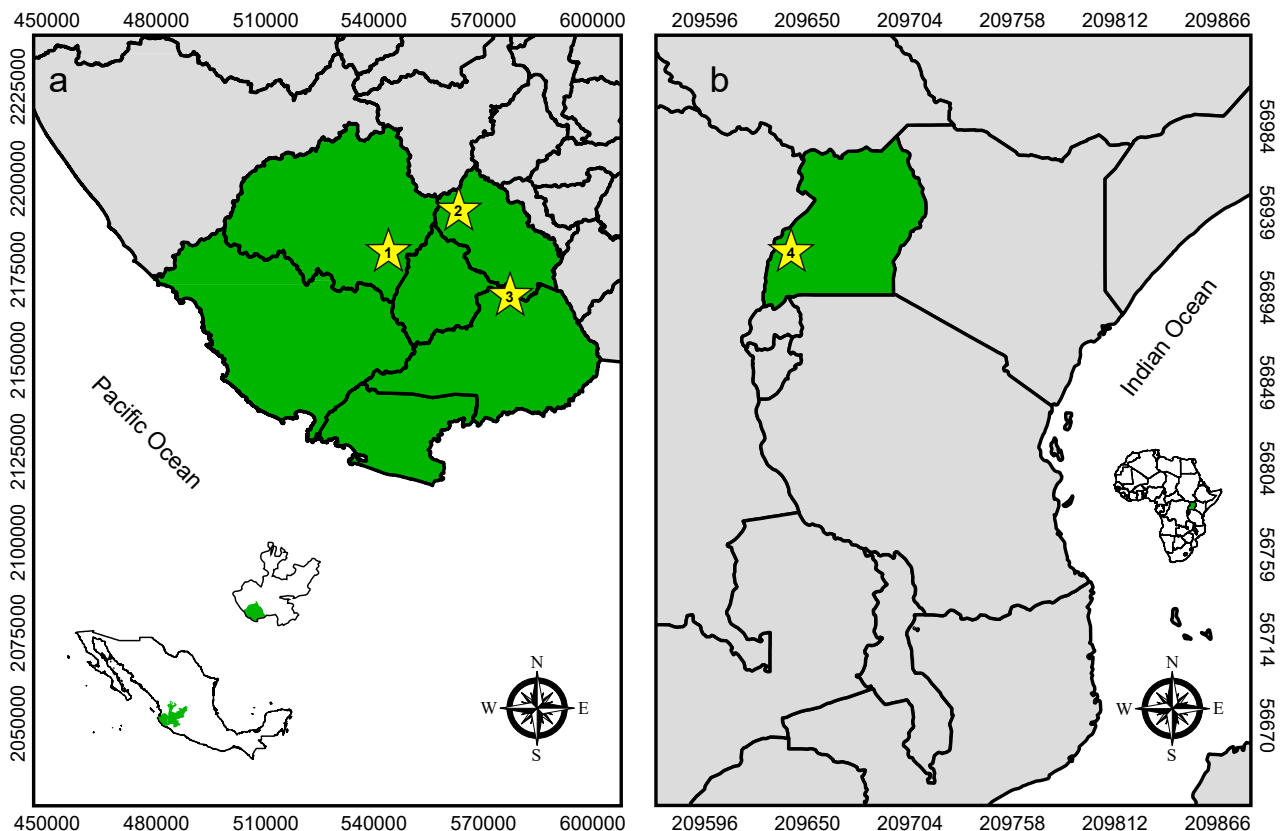 450000 480000 510000 540000 570000 600000
209596 209650 209704 209758 209812 209866
a
b
2225000
2200000
2175000
2150000
2125000
2100000
2075000
2050000
1
2
3
4
Pacific Ocean
Indian Ocean
56984
56939
56894
56849
56804
56759
56714
56670
N
W E
S
N
W E
S
450000 480000 510000 540000 570000 600000
209596 209650 209704 209758 209812 209866